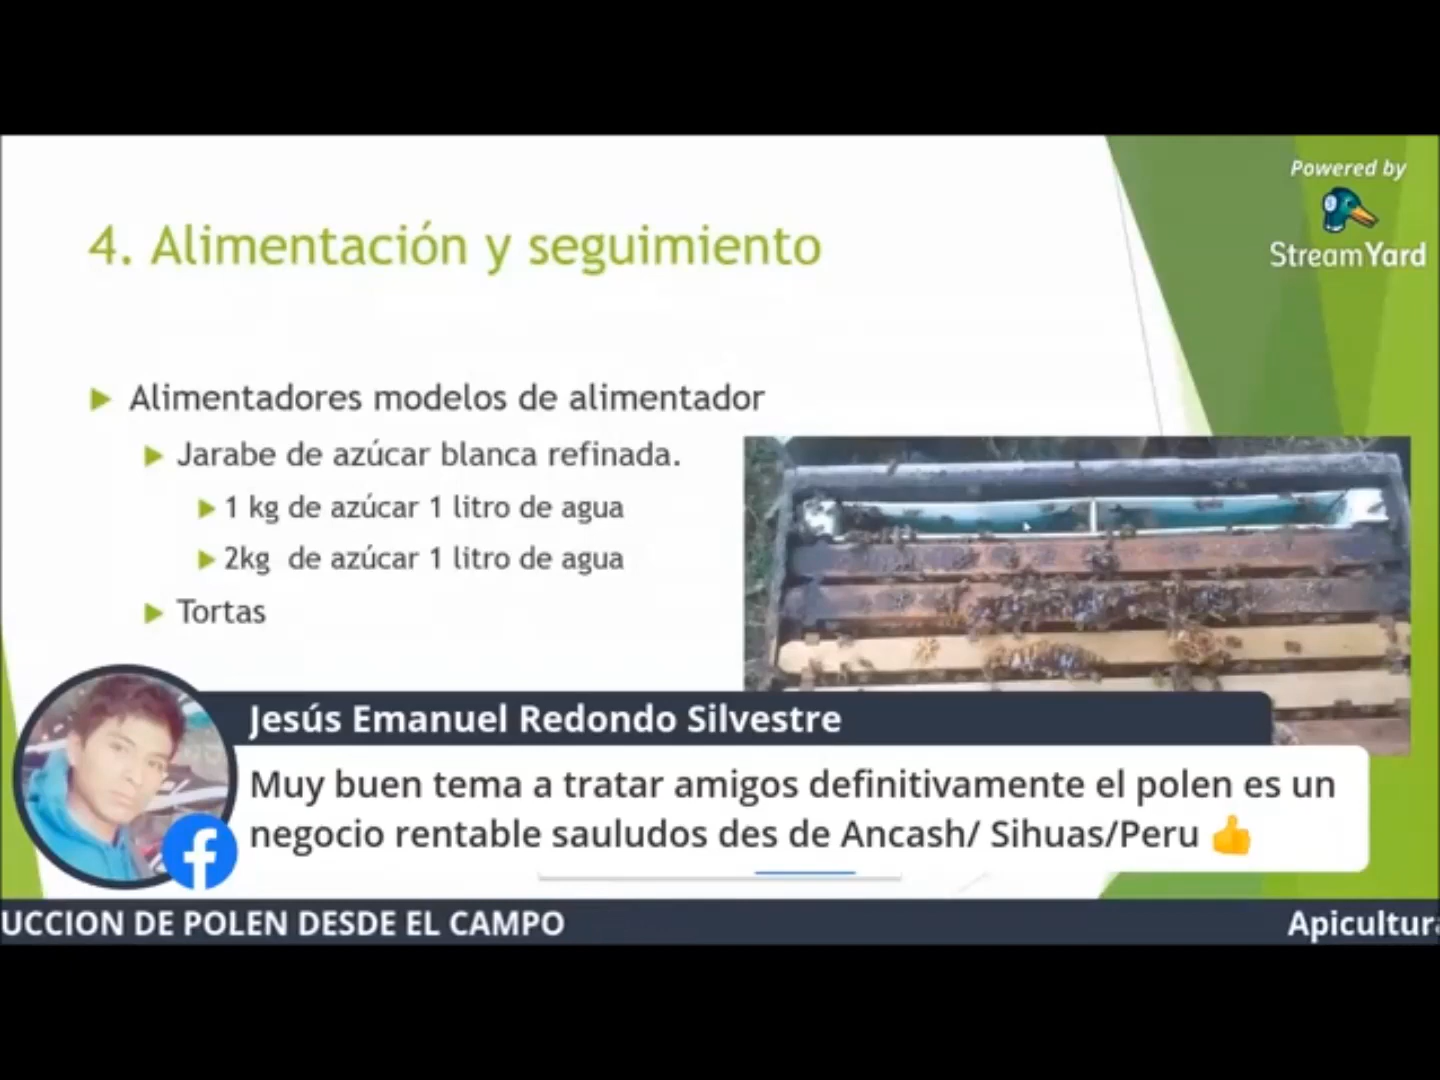 Powered by
StreamYard
4. Alimentación y seguimiento
Alimentadores modelos de alimentador
Jarabe de azúcar blanca refinada.
1 kg de azúcar 1 litro de agua
2kg de azúcar 1 litro de agua
Tortas
Jesús Emanuel Redondo Silvestre
Muy buen tema a tratar amigos definitivamente el polen es un
negocio rentable sauludos des de Ancash/ Sihuas/Peru 👍
UCCION DE POLEN DESDE EL CAMPO
Apicultura